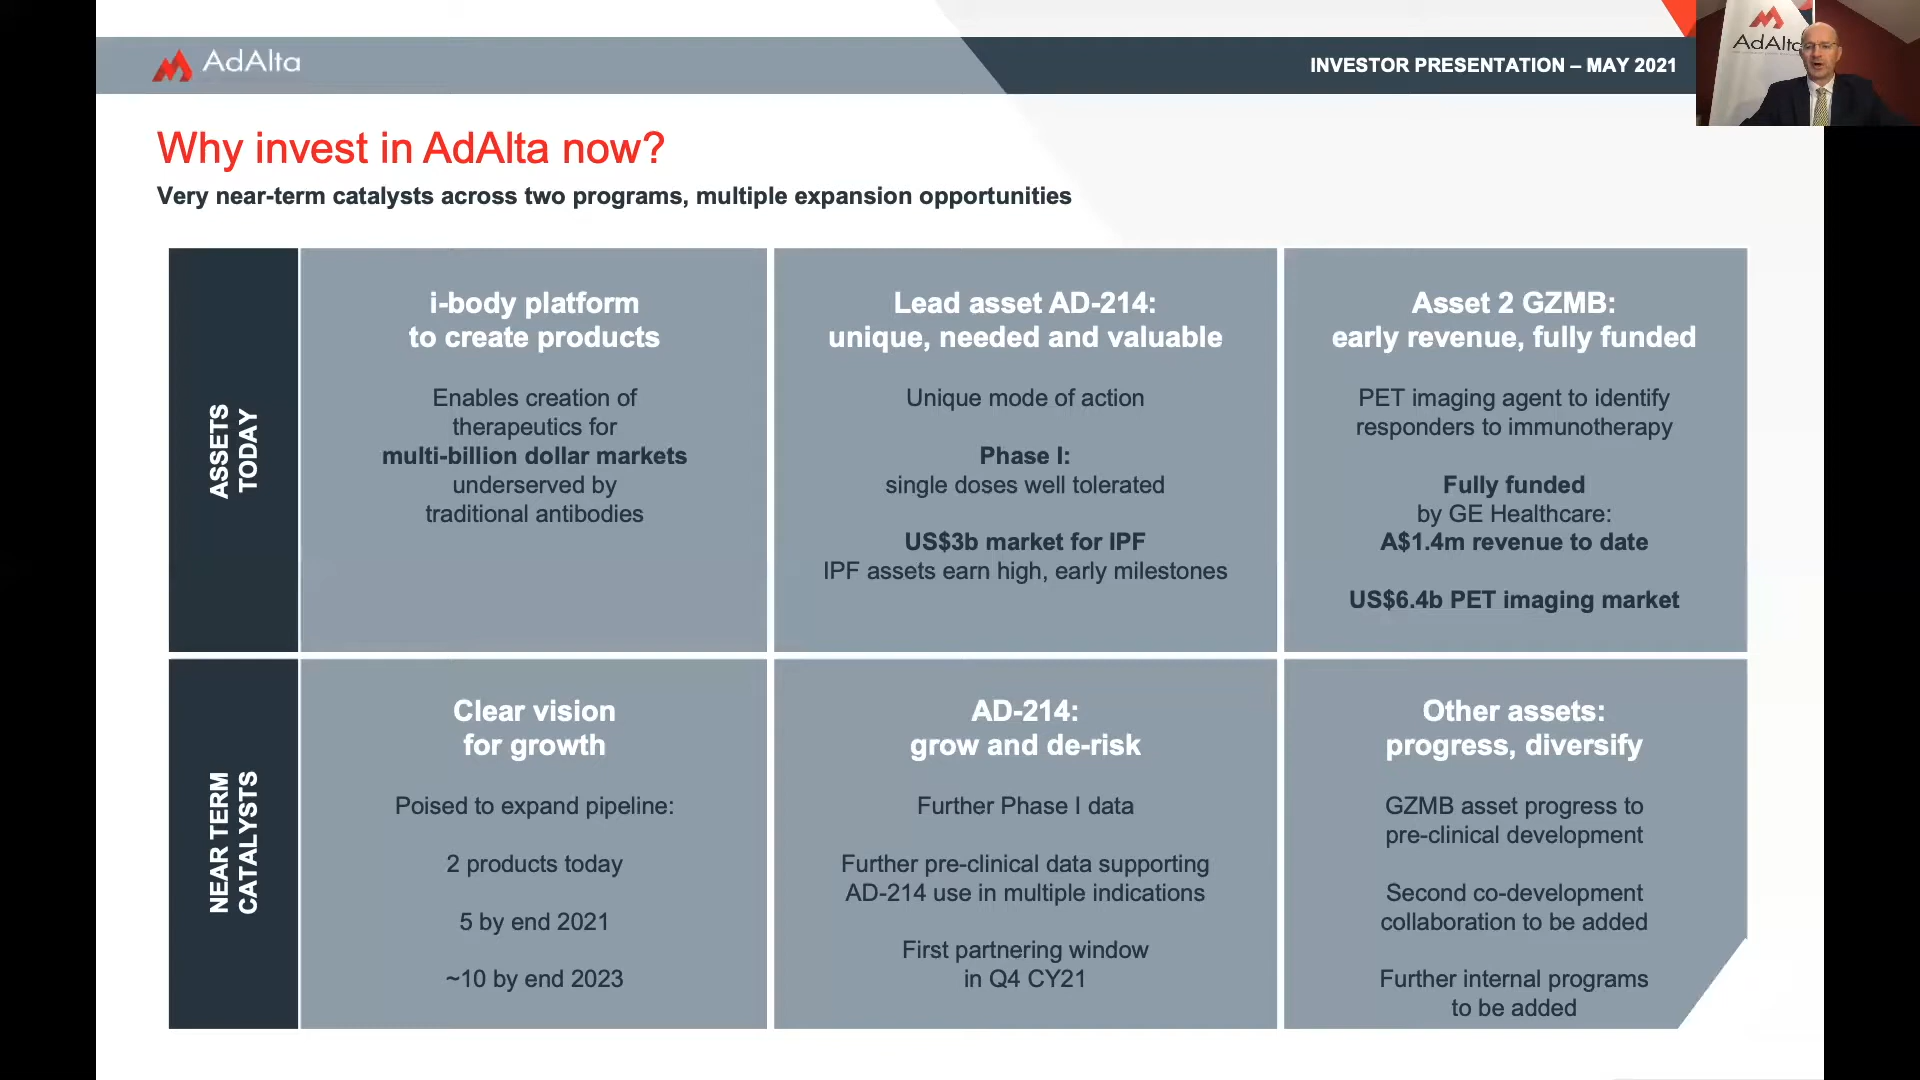 AdAlta
INVESTOR PRESENTATION – MAY 2021
AdAlta
Why invest in AdAlta now?
Very near-term catalysts across two programs, multiple expansion opportunities
ASSETS
TODAY
i-body platform
to create products
Enables creation of
therapeutics for
multi-billion dollar markets
underserved by
traditional antibodies
Lead asset AD-214:
unique, needed and valuable
Unique mode of action
Phase I:
single doses well tolerated
US$3b market for IPF
IPF assets earn high, early milestones
Asset 2 GZMB:
early revenue, fully funded
PET imaging agent to identify
responders to immunotherapy
Fully funded
by GE Healthcare:
A$1.4m revenue to date
US$6.4b PET imaging market
NEAR TERM
CATALYSTS
Clear vision
for growth
Poised to expand pipeline:
2 products today
5 by end 2021
~10 by end 2023
AD-214:
grow and de-risk
Further Phase I data
Further pre-clinical data supporting
AD-214 use in multiple indications
First partnering window
in Q4 CY21
Other assets:
progress, diversify
GZMB asset progress to
pre-clinical development
Second co-development
collaboration to be added
Further internal programs
to be added